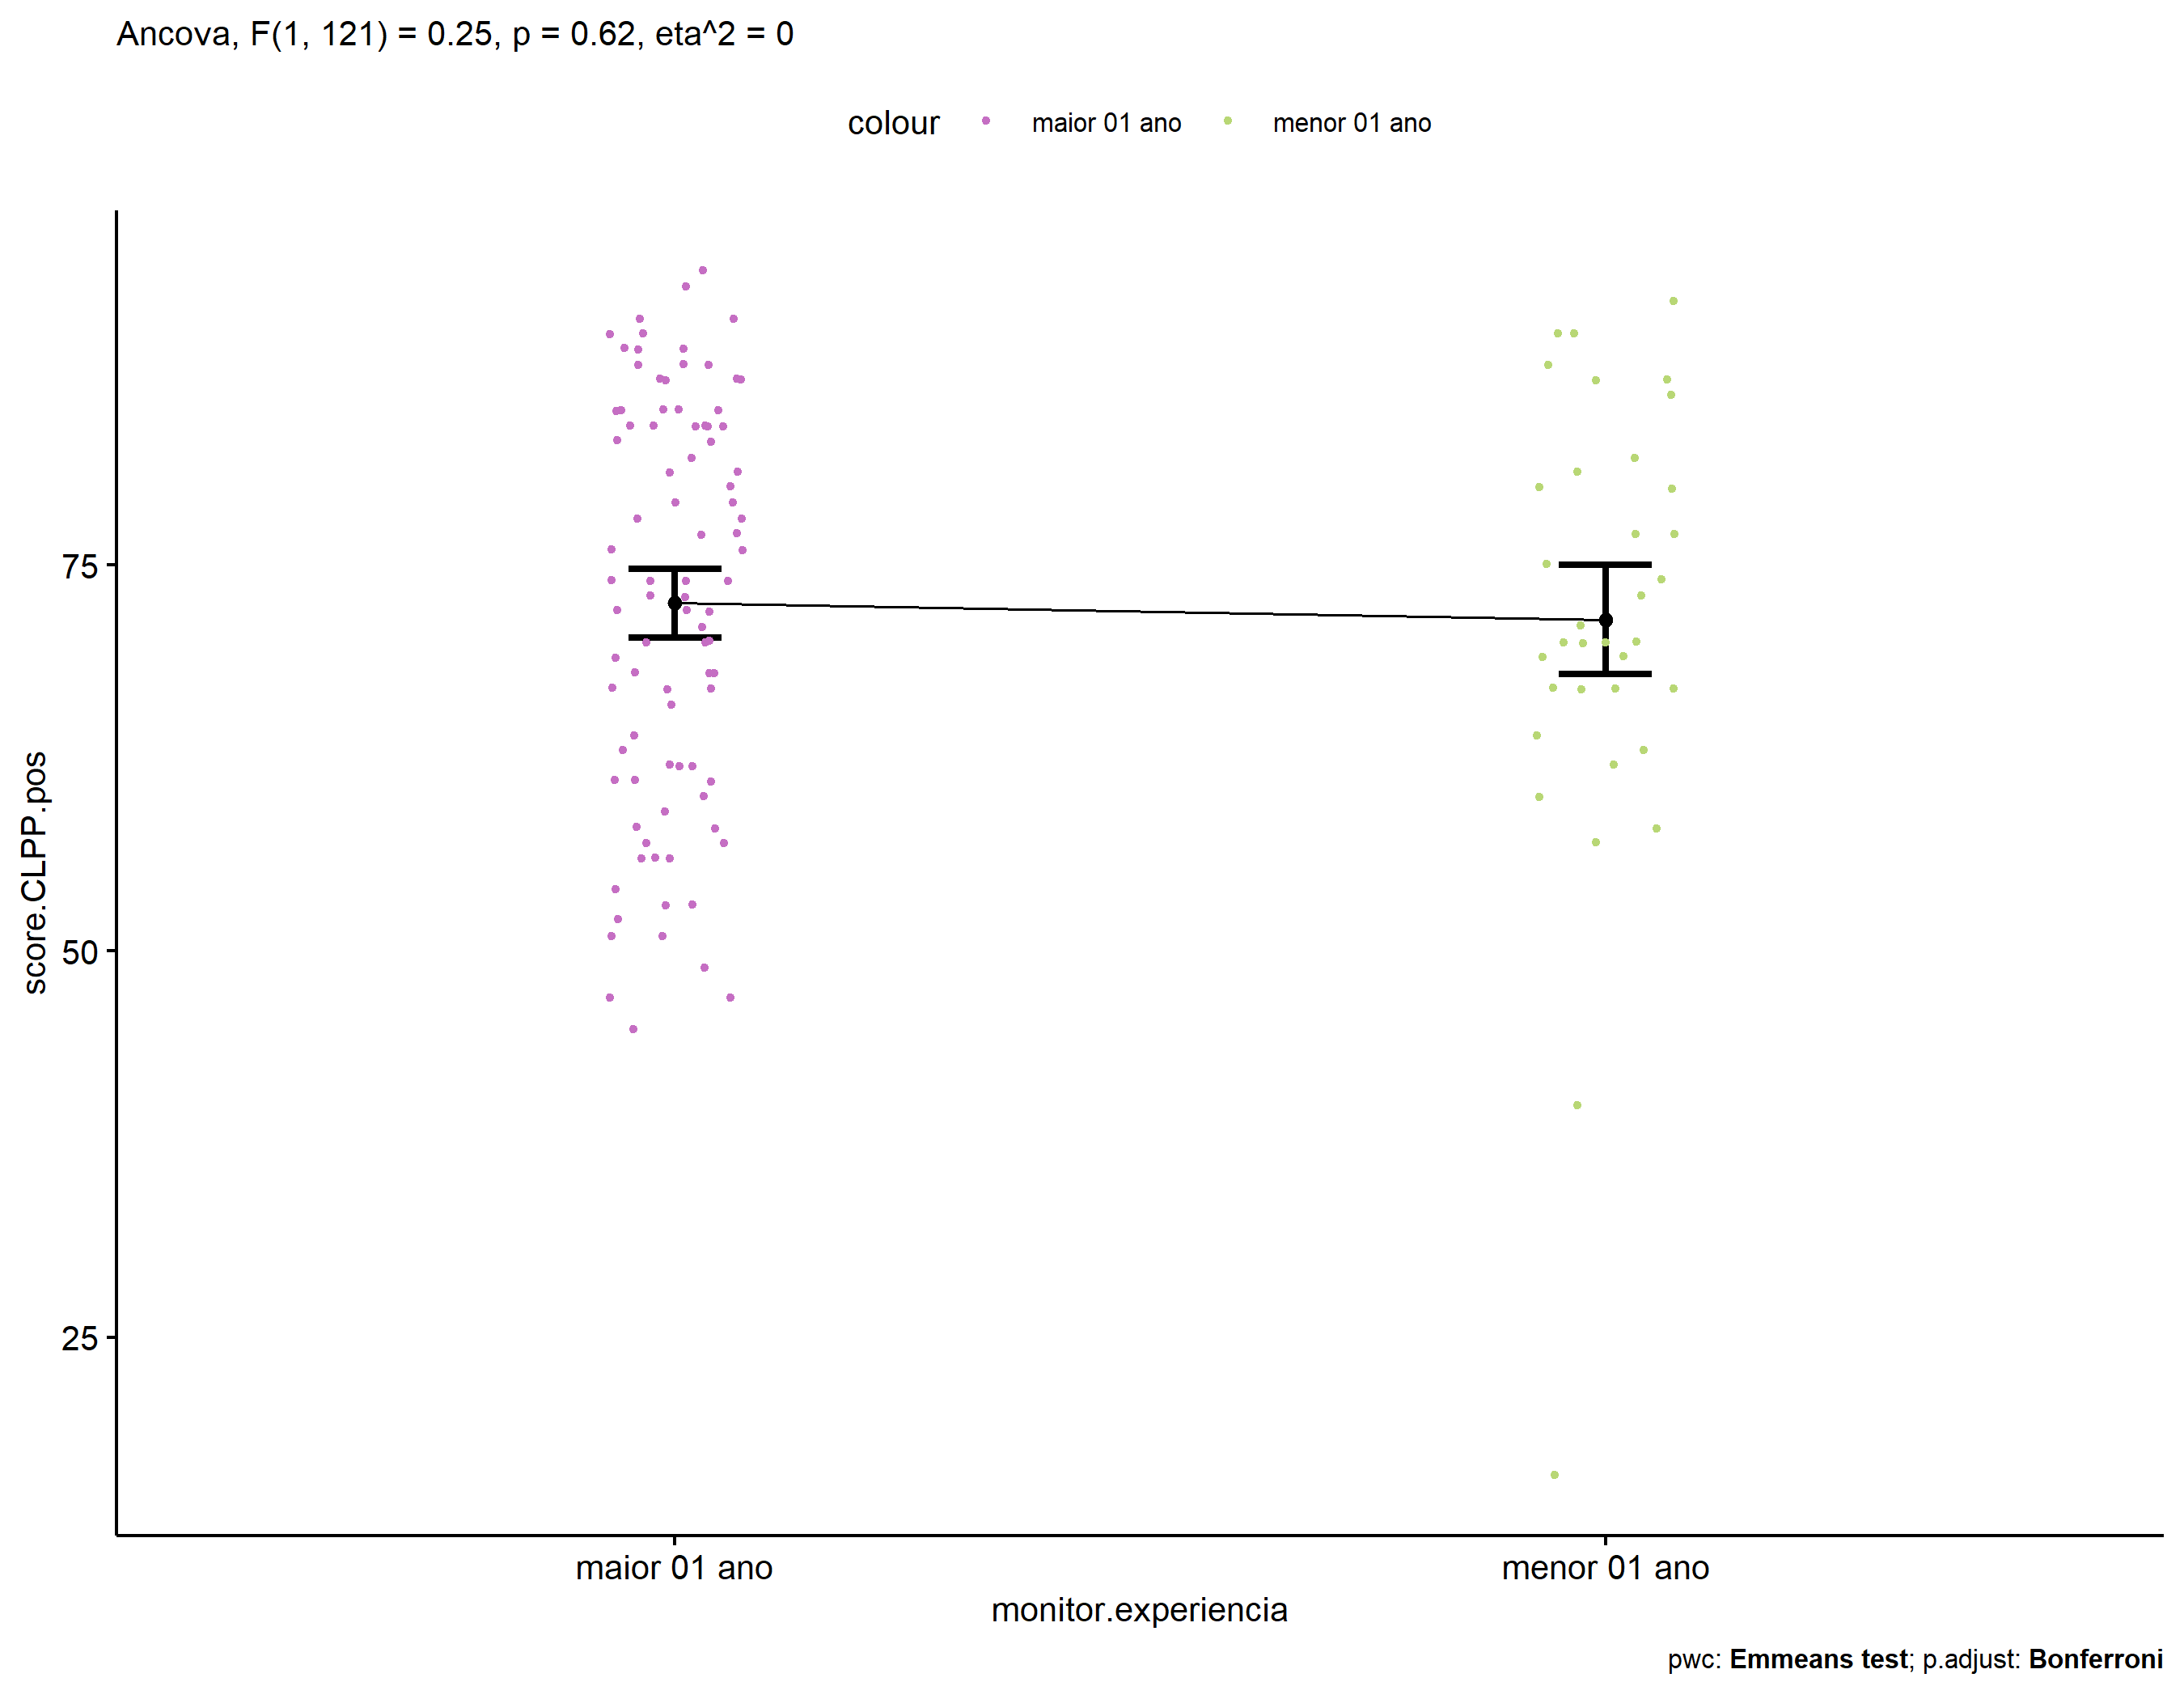 Ancova, F(1, 121) = 0.25, p = 0.62, eta^2 = 0
colour maior 01 ano menor 01 ano
score.CLPP.pos
75
50
25
maior 01 ano menor 01 ano
monitor.experiencia
pwc: Emmeans test; p.adjust: Bonferroni